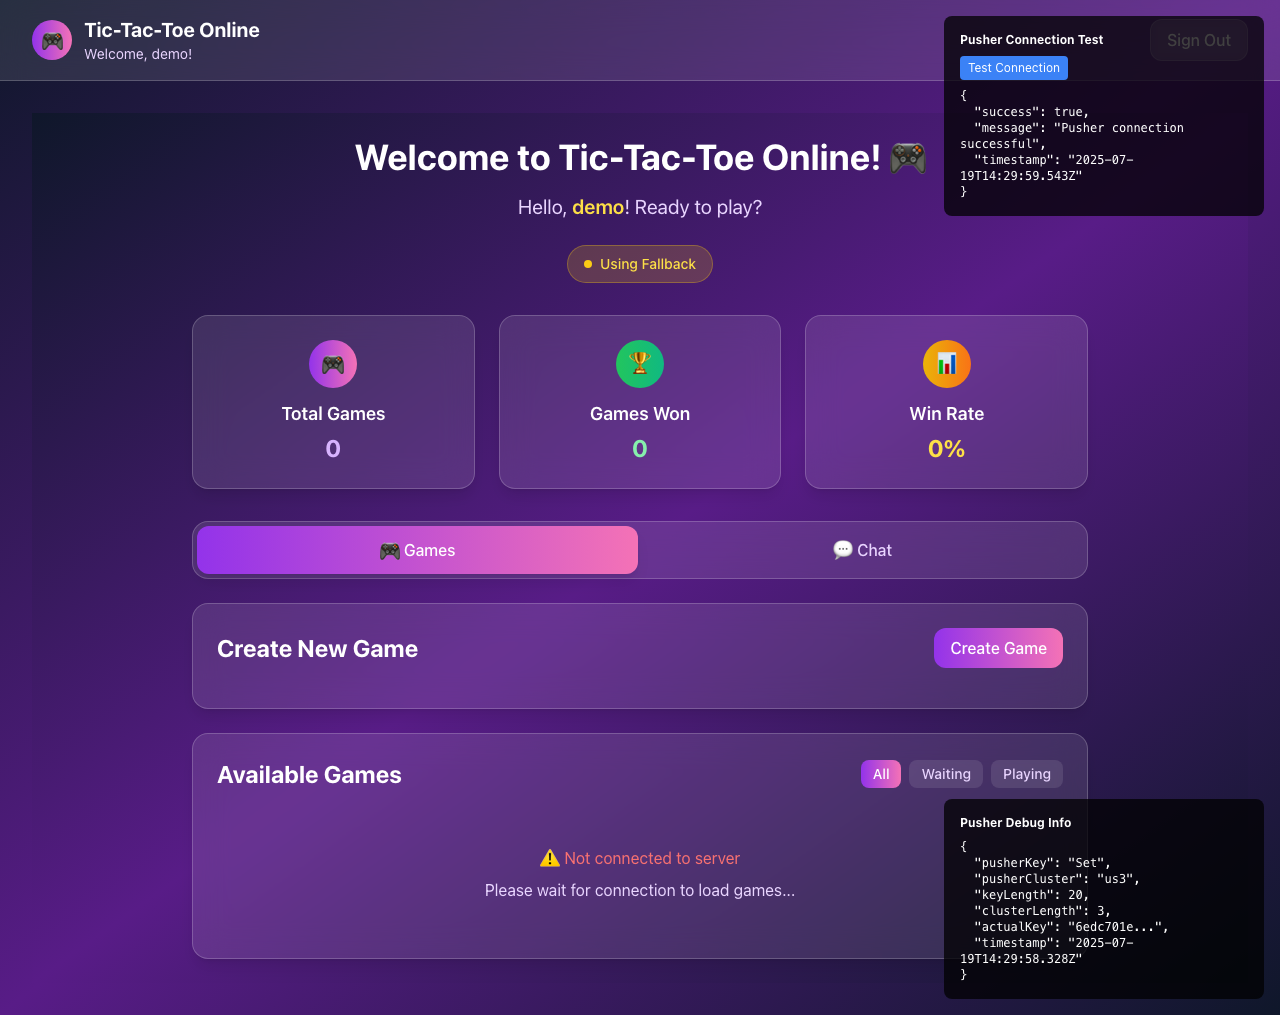 Tic-Tac-Toe Online
Welcome, demo!
Sign Out
Pusher Connection Test
Test Connection
{
  "success": true,
  "message": "Pusher connection
successful",
  "timestamp": "2025-07-
19T14:29:59.543Z"
}
Welcome to Tic-Tac-Toe Online! 🎮
Hello, demo! Ready to play?
Using Fallback
Total Games
0
Games Won
0
Win Rate
0%
🎮 Games
💬 Chat
Create New Game
Create Game
Available Games
All
Waiting
Playing
⚠️ Not connected to server
Please wait for connection to load games...
Pusher Debug Info
{
  "pusherKey": "Set",
  "pusherCluster": "us3",
  "keyLength": 20,
  "clusterLength": 3,
  "actualKey": "6edc701e...",
  "timestamp": "2025-07-
19T14:29:58.328Z"
}